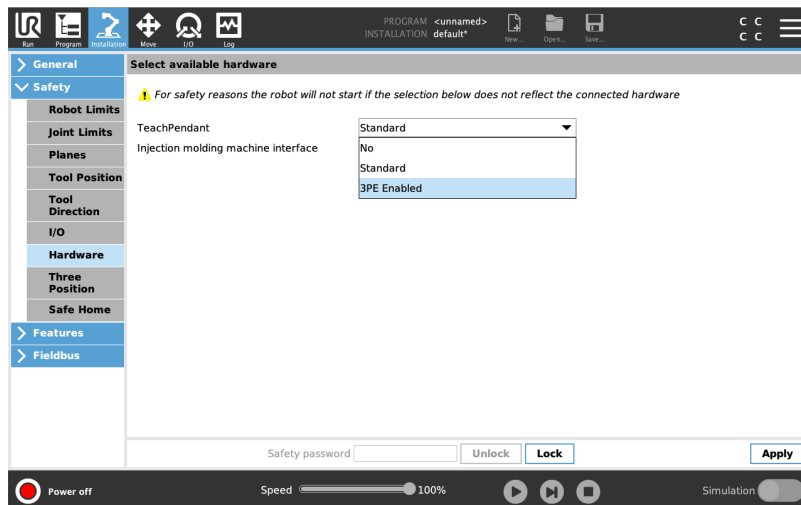 UR
PROGRAM <unnamed>
INSTALLATION default*
Run Program Installation Move I/O Log New... Open... Save...
C C
C C
General
Safety
Robot Limits
Joint Limits
Planes
Tool Position
Tool
Direction
I/O
Hardware
Three
Position
Safe Home
Features
Fieldbus
Select available hardware
For safety reasons the robot will not start if the selection below does not reflect the connected hardware
TeachPendant Standard
Injection molding machine interface No
Standard
3PE Enabled
Safety password Unlock Lock Apply
Power off Speed 100% Simulation